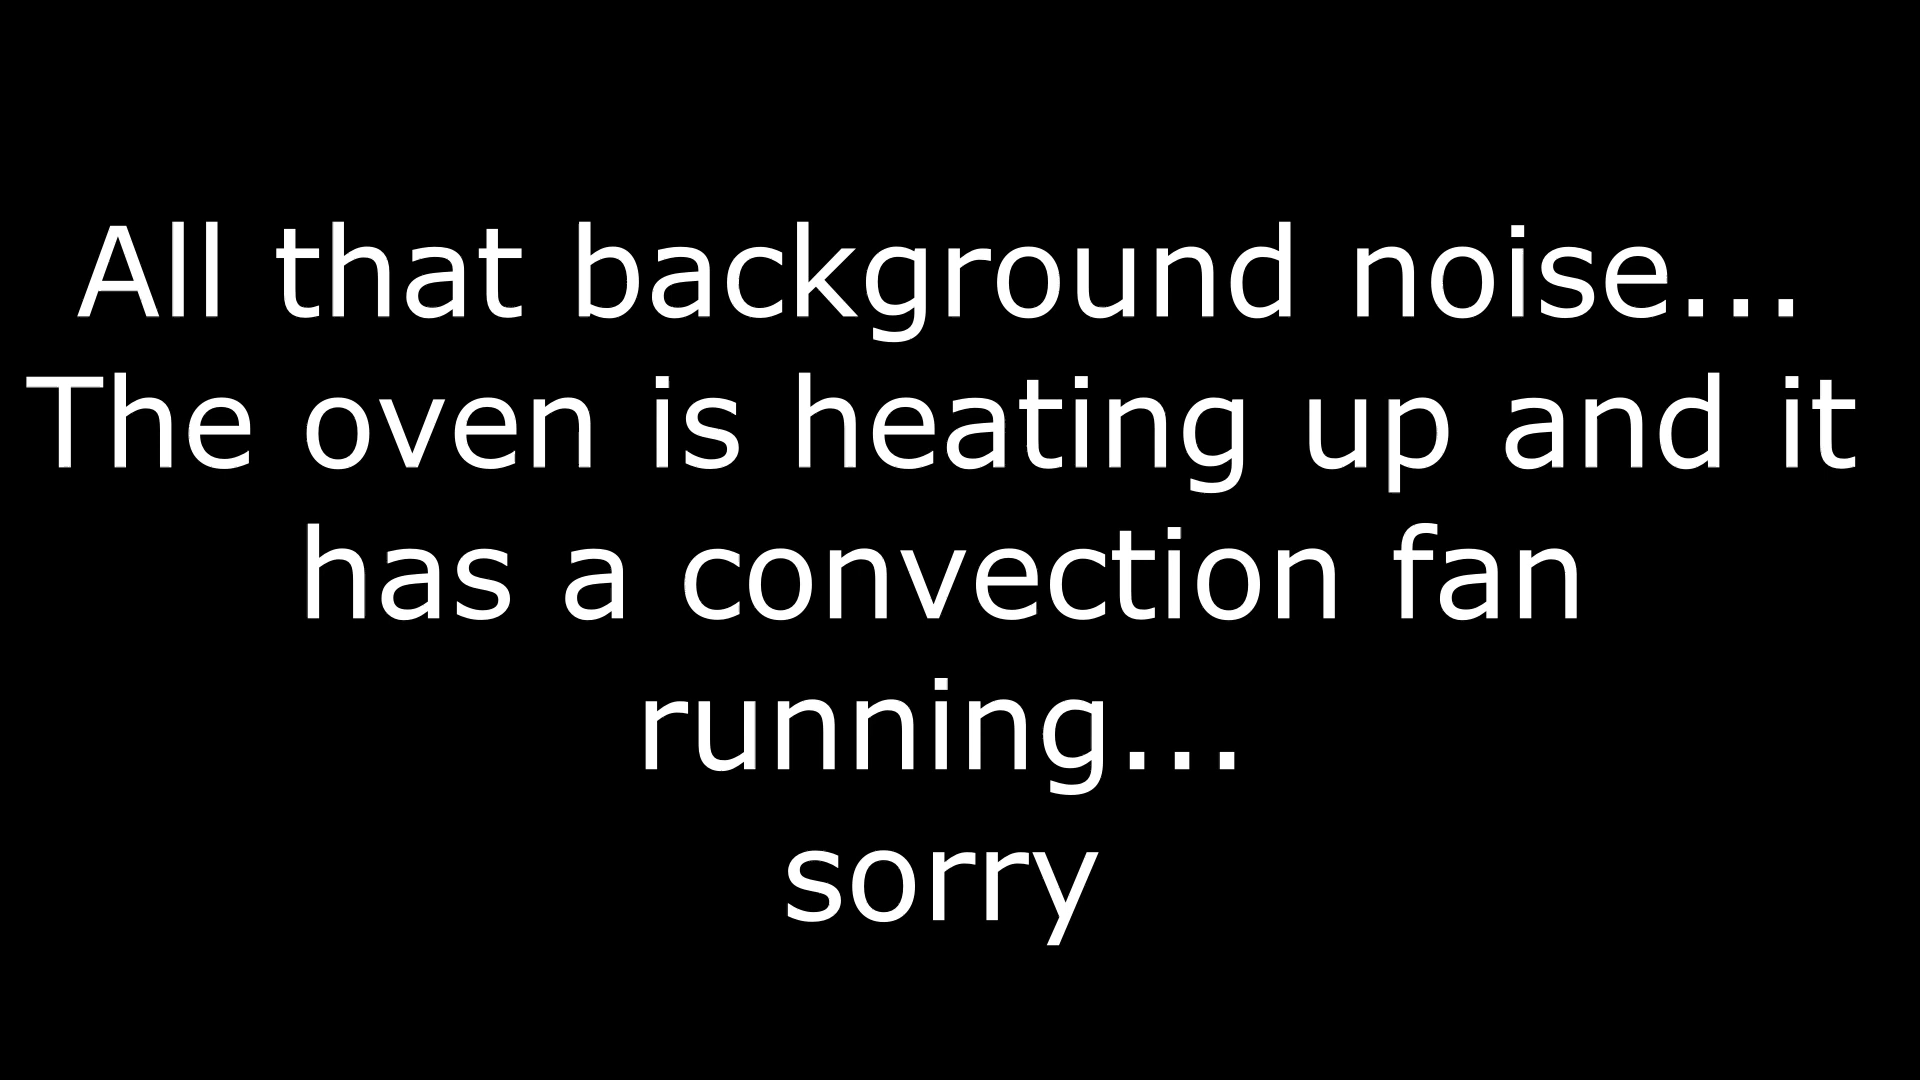 All that background noise...
The oven is heating up and it
has a convection fan
running...
sorry